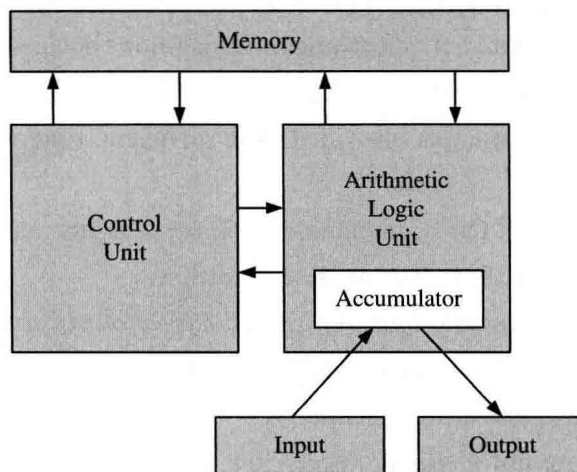 Memory
Control
Unit
Arithmetic
Logic
Unit
Accumulator
Input
Output